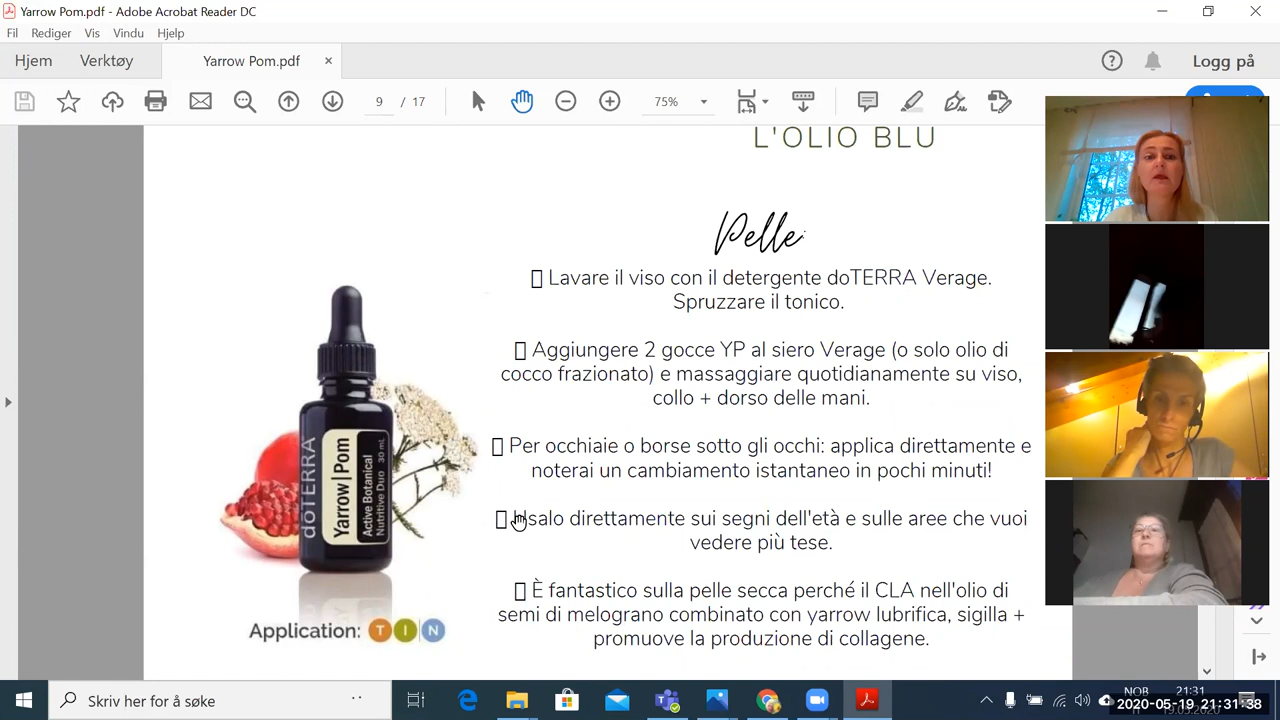 Yarrow Pom.pdf - Adobe Acrobat Reader DC
Fil Rediger Vis Vindu Hjelp
Hjem Verktøy Yarrow Pom.pdf × Logg på
9 / 17 75%
L'OLIO BLU
Pelle:
Lavare il viso con il detergente doTERRA Verage.
Spruzzare il tonico.
Aggiungere 2 gocce YP al siero Verage (o solo olio di
cocco frazionato) e massaggiare quotidianamente su viso,
collo + dorso delle mani.
Per occhiaie o borse sotto gli occhi: applica direttamente e
noterai un cambiamento istantaneo in pochi minuti!
Usalo direttamente sui segni dell'età e sulle aree che vuoi
vedere più tese.
È fantastico sulla pelle secca perché il CLA nell'olio di
semi di melograno combinato con yarrow lubrifica, sigilla +
promuove la produzione di collagene.
dōTERRA
Yarrow|Pom
Active Botanical
Nutritive Duo 30 mL
Application: T I N
Skriv her for å søke
NOB 21:31
2020-05-19 21:31:38